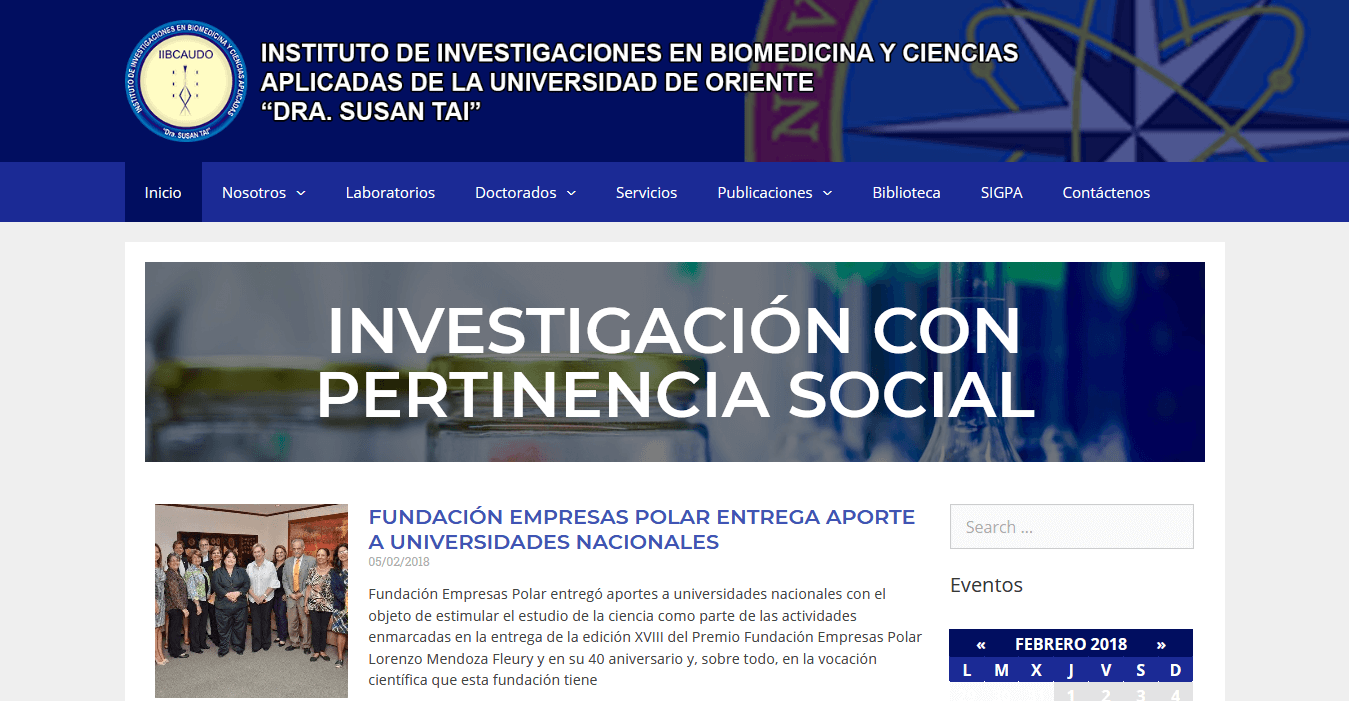 INSTITUTO DE INVESTIGACIONES EN BIOMEDICINA Y CIENCIAS APLICADAS
IIBCAUDO
"Dra. SUSAN TAI"
INSTITUTO DE INVESTIGACIONES EN BIOMEDICINA Y CIENCIAS
APLICADAS DE LA UNIVERSIDAD DE ORIENTE
“DRA. SUSAN TAI”
Inicio Nosotros Laboratorios Doctorados Servicios Publicaciones Biblioteca SIGPA Contáctenos
INVESTIGACIÓN CON
PERTINENCIA SOCIAL
FUNDACIÓN EMPRESAS POLAR ENTREGA APORTE
A UNIVERSIDADES NACIONALES
05/02/2018
Fundación Empresas Polar entregó aportes a universidades nacionales con el
objeto de estimular el estudio de la ciencia como parte de las actividades
enmarcadas en la entrega de la edición XVIII del Premio Fundación Empresas Polar
Lorenzo Mendoza Fleury y en su 40 aniversario y, sobre todo, en la vocación
científica que esta fundación tiene
Search ...
Eventos
« FEBRERO 2018 »
L M X J V S D
29 30 31 1 2 3 4